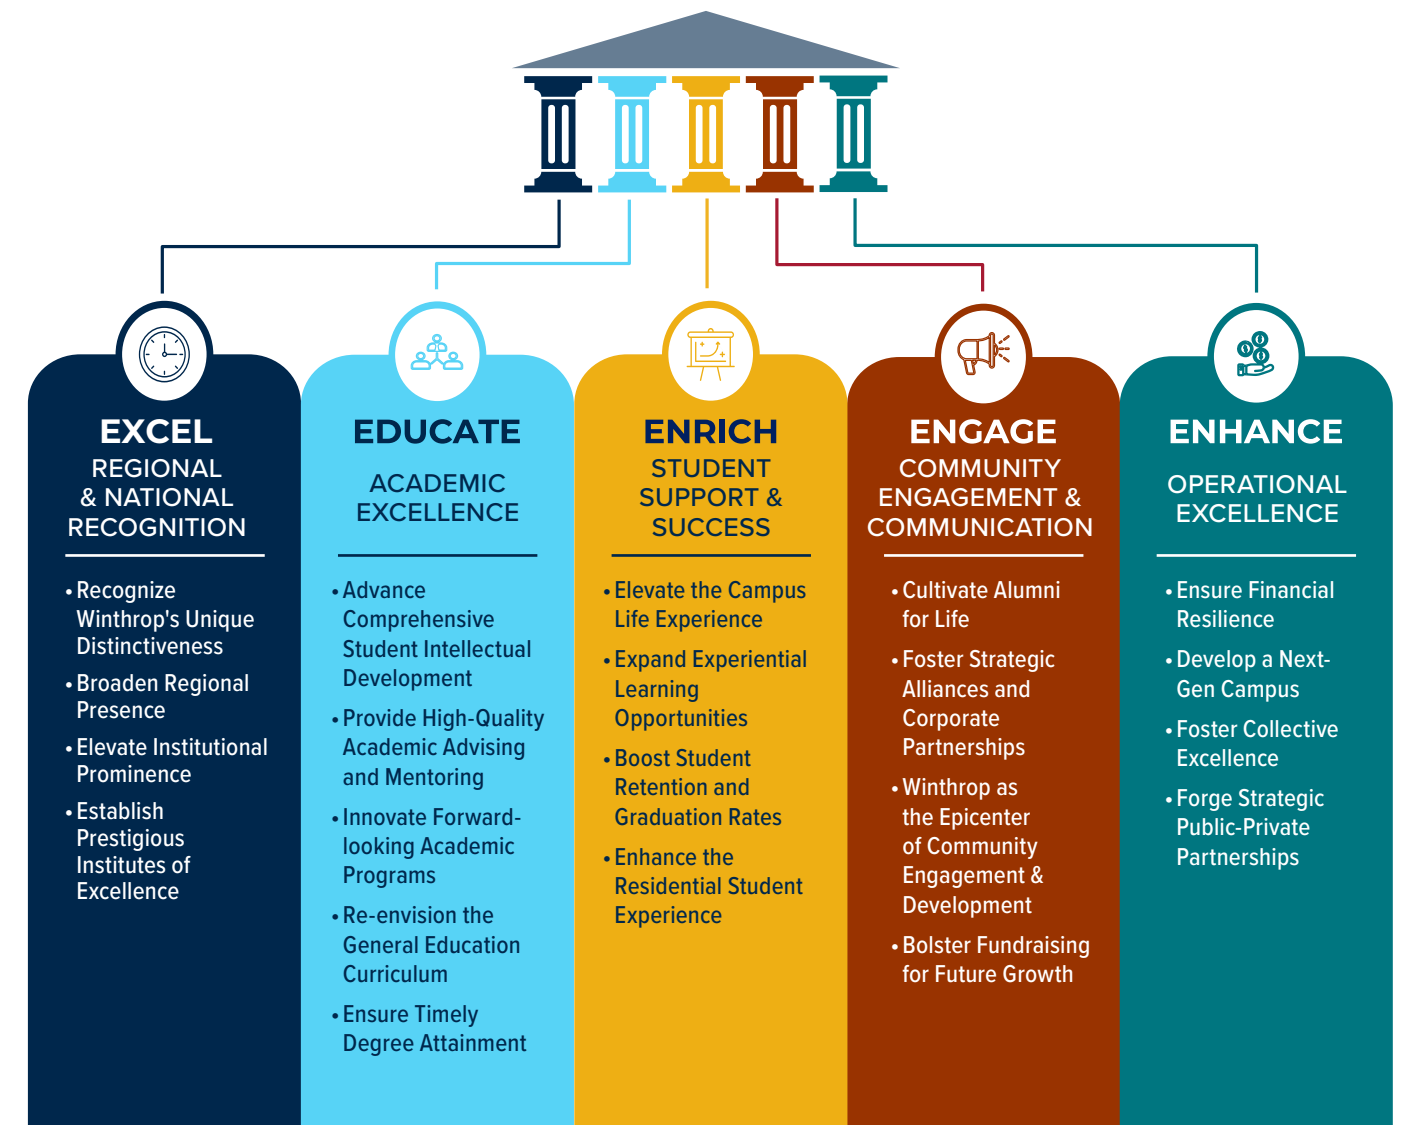 EXCEL
REGIONAL
& NATIONAL
RECOGNITION
• Recognize
Winthrop's Unique
Distinctiveness
• Broaden Regional
Presence
• Elevate Institutional
Prominence
• Establish
Prestigious
Institutes of
Excellence
EDUCATE
ACADEMIC
EXCELLENCE
• Advance
Comprehensive
Student Intellectual
Development
• Provide High-Quality
Academic Advising
and Mentoring
• Innovate Forward-
looking Academic
Programs
• Re-envision the
General Education
Curriculum
• Ensure Timely
Degree Attainment
ENRICH
STUDENT
SUPPORT &
SUCCESS
• Elevate the Campus
Life Experience
• Expand Experiential
Learning
Opportunities
• Boost Student
Retention and
Graduation Rates
• Enhance the
Residential Student
Experience
ENGAGE
COMMUNITY
ENGAGEMENT &
COMMUNICATION
• Cultivate Alumni
for Life
• Foster Strategic
Alliances and
Corporate
Partnerships
• Winthrop as
the Epicenter
of Community
Engagement &
Development
• Bolster Fundraising
for Future Growth
ENHANCE
OPERATIONAL
EXCELLENCE
• Ensure Financial
Resilience
• Develop a Next-
Gen Campus
• Foster Collective
Excellence
• Forge Strategic
Public-Private
Partnerships